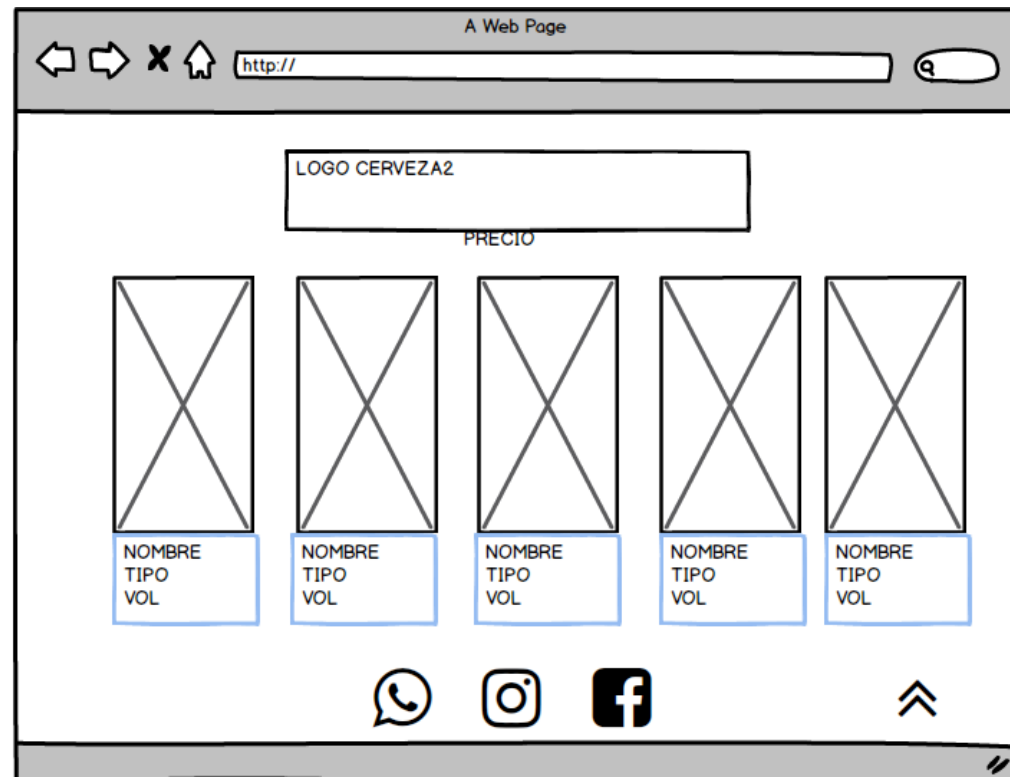 A Web Page
http://
LOGO CERVEZA2
PRECIO
NOMBRE
TIPO
VOL
NOMBRE
TIPO
VOL
NOMBRE
TIPO
VOL
NOMBRE
TIPO
VOL
NOMBRE
TIPO
VOL